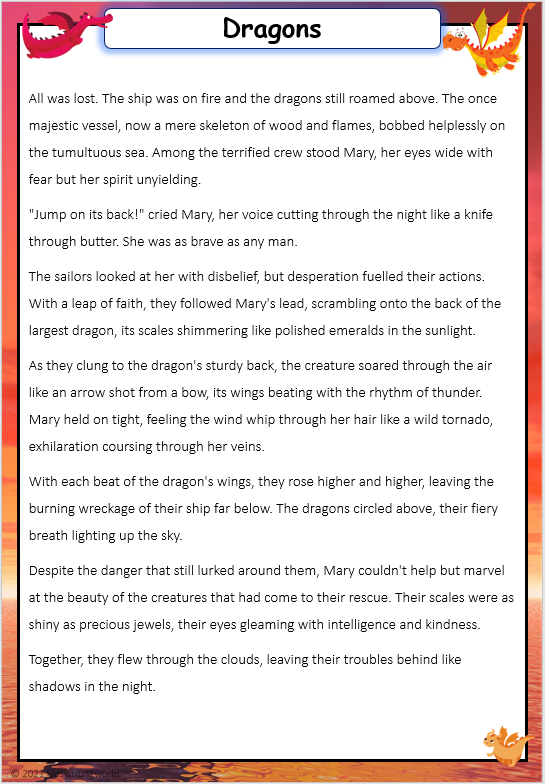 Dragons
All was lost. The ship was on fire and the dragons still roamed above. The once
majestic vessel, now a mere skeleton of wood and flames, bobbed helplessly on
the tumultuous sea. Among the terrified crew stood Mary, her eyes wide with
fear but her spirit unyielding.
"Jump on its back!" cried Mary, her voice cutting through the night like a knife
through butter. She was as brave as any man.
The sailors looked at her with disbelief, but desperation fuelled their actions.
With a leap of faith, they followed Mary's lead, scrambling onto the back of the
largest dragon, its scales shimmering like polished emeralds in the sunlight.
As they clung to the dragon's sturdy back, the creature soared through the air
like an arrow shot from a bow, its wings beating with the rhythm of thunder.
Mary held on tight, feeling the wind whip through her hair like a wild tornado,
exhilaration coursing through her veins.
With each beat of the dragon's wings, they rose higher and higher, leaving the
burning wreckage of their ship far below. The dragons circled above, their fiery
breath lighting up the sky.
Despite the danger that still lurked around them, Mary couldn't help but marvel
at the beauty of the creatures that had come to their rescue. Their scales were as
shiny as precious jewels, their eyes gleaming with intelligence and kindness.
Together, they flew through the clouds, leaving their troubles behind like
shadows in the night.